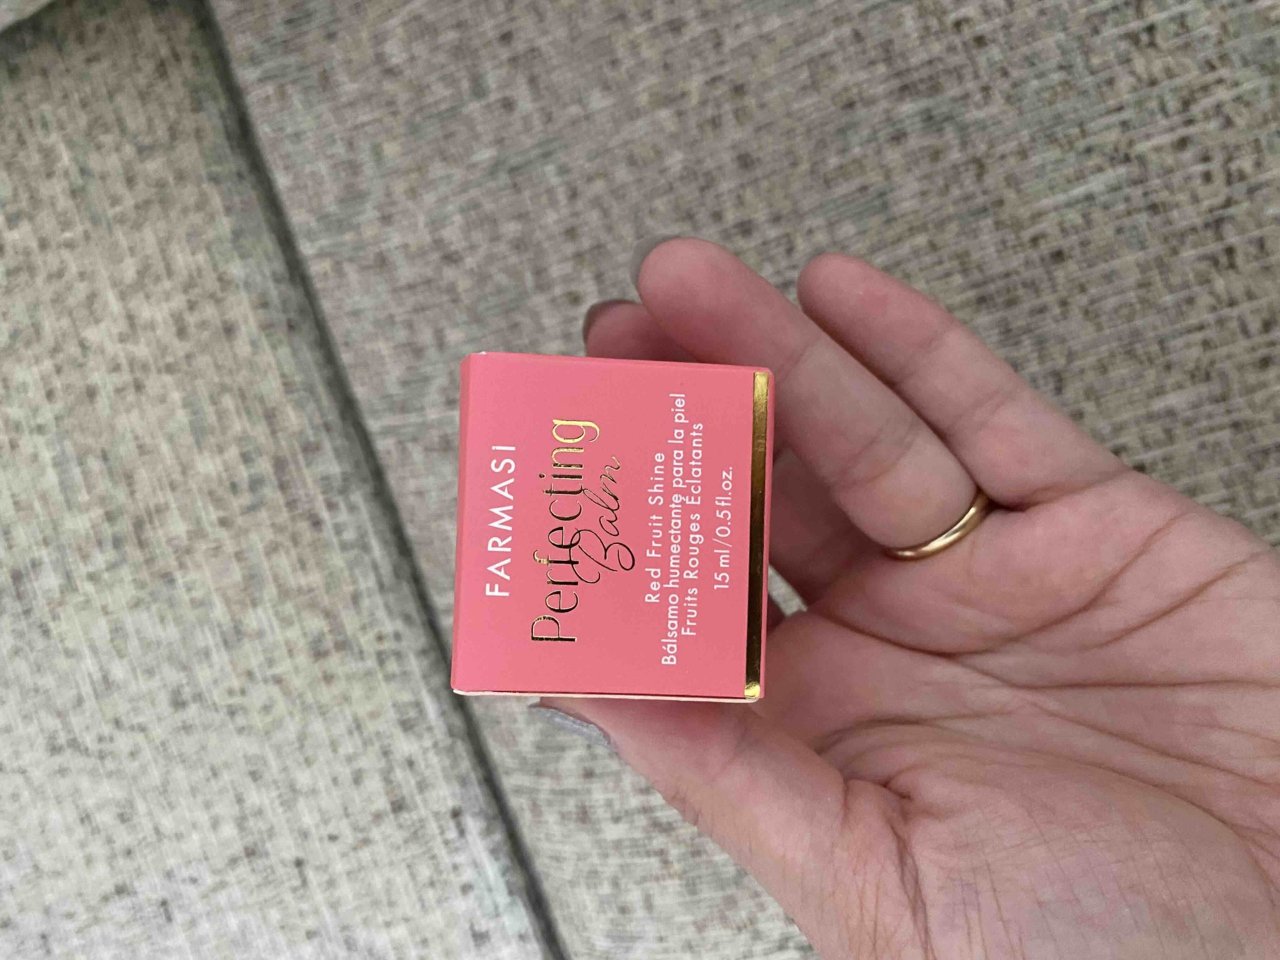 FARMASI
Perfecting
Balm
Red Fruit Shine
Bálsamo humectante para la piel
Fruits Rouges Éclatants
15 ml/0.5 fl.oz.